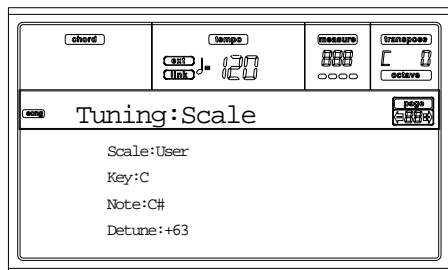 chord tempo measure transpose
ext link ♩= 120 888 C 0
octave
song Tuning:Scale page 88
Scale:User
Key:C
Note:C#
Detune:+63